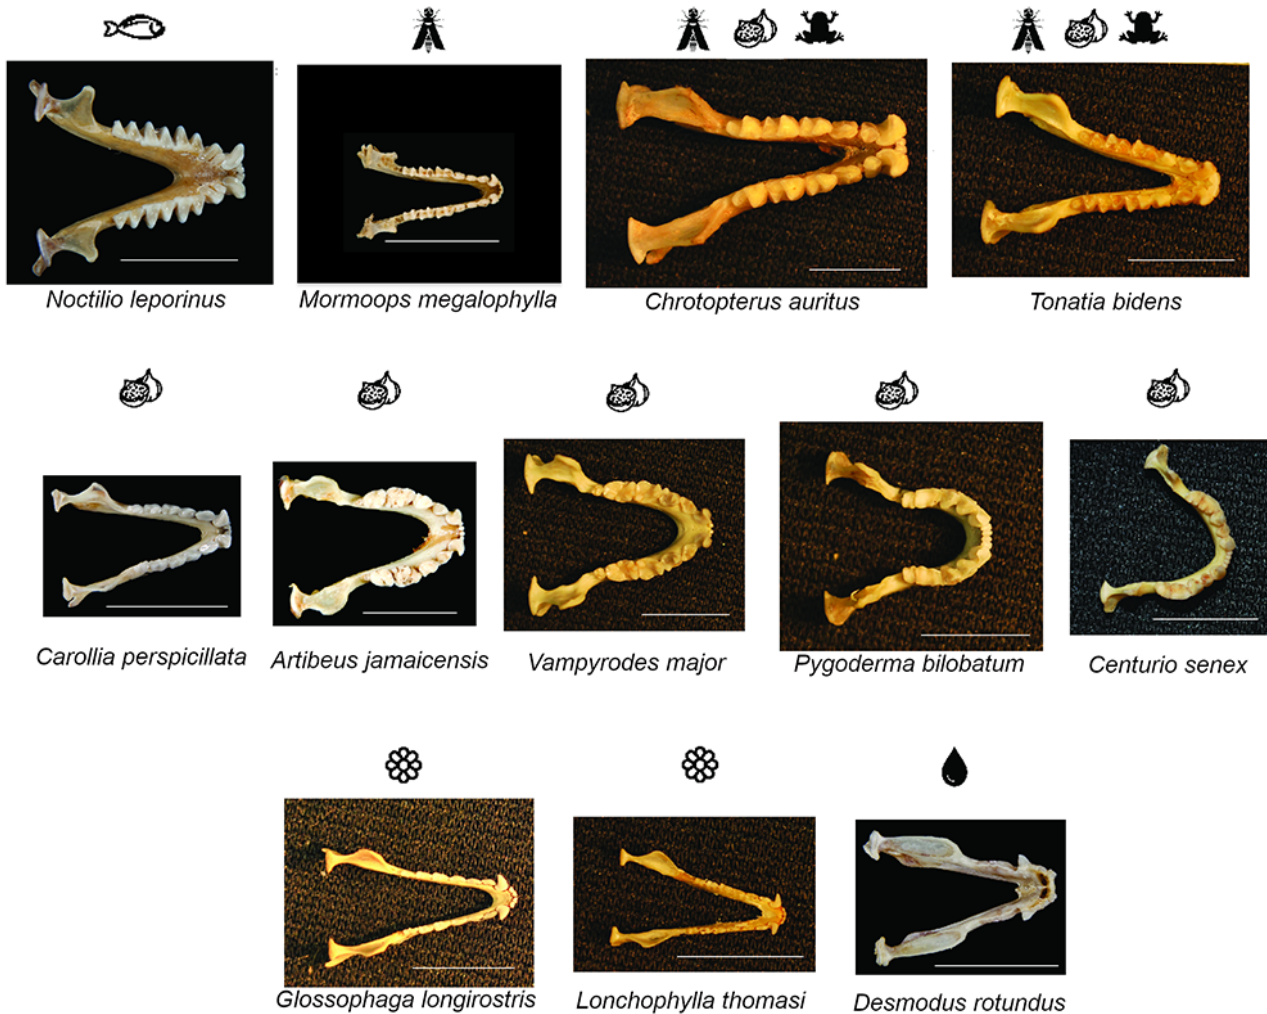 Noctilio leporinus
Mormoops megalophylla
Chrotopterus auritus
Tonatia bidens
Carollia perspicillata
Artibeus jamaicensis
Vampyrodes major
Pygoderma bilobatum
Centurio senex
Glossophaga longirostris
Lonchophylla thomasi
Desmodus rotundus